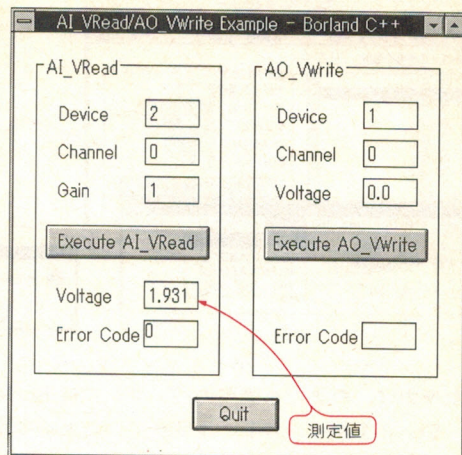 AI_VRead/AO_VWrite Example - Borland C++
AI_VRead
Device 2
Channel 0
Gain 1
Execute AI_VRead
Voltage 1.931
Error Code 0
AO_VWrite
Device 1
Channel 0
Voltage 0.0
Execute AO_VWrite
Error Code
Quit
測定値